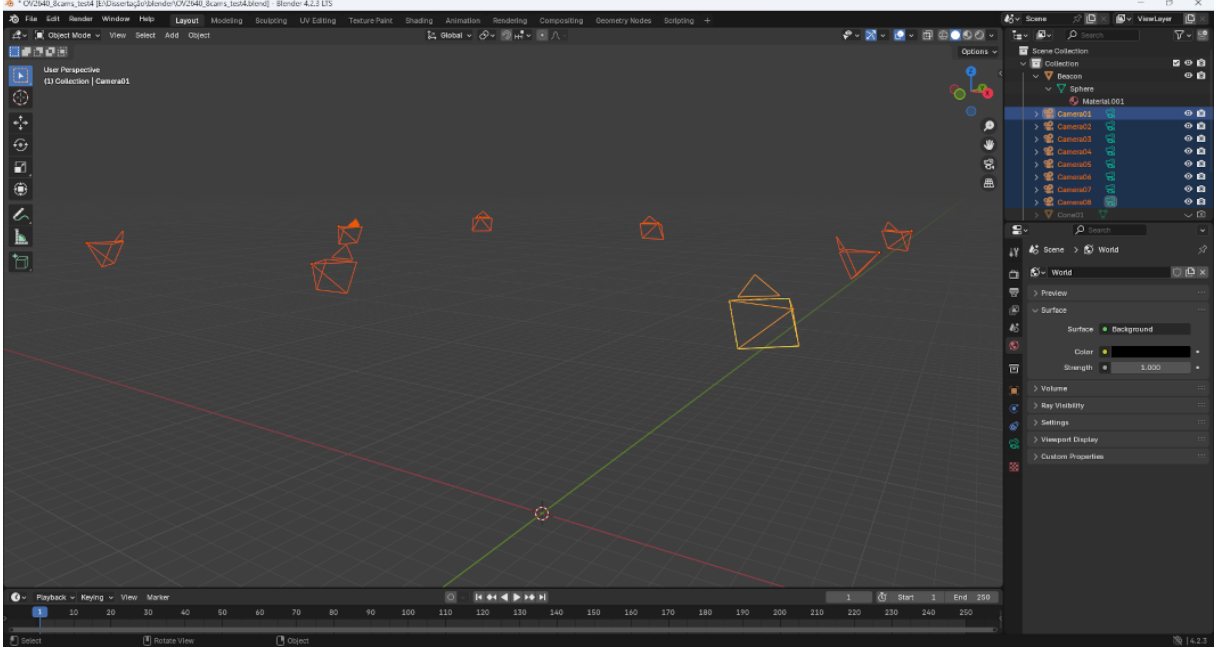 * OV2640_8cams_test4 [E:\Dissertação\blender\OV2640_8cams_test4.blend] - Blender 4.2.3 LTS
File Edit Render Window Help Layout Modeling Sculpting UV Editing Texture Paint Shading Animation Rendering Compositing Geometry Nodes Scripting + Scene ViewLayer
Object Mode View Select Add Object Global Search
Options
User Perspective
(1) Collection | Camera01
Z
X
Scene Collection
Collection
Beacon
Sphere
Material.001
Camera01
Camera02
Camera03
Camera04
Camera05
Camera06
Camera07
Camera08
Cone01
Search
Scene > World
World
Preview
Surface
Surface Background
Color
Strength 1.000
Volume
Ray Visibility
Settings
Viewport Display
Custom Properties
Playback Keying View Marker 1 Start 1 End 250
1 10 20 30 40 50 60 70 80 90 100 110 120 130 140 150 160 170 180 190 200 210 220 230 240 250
Select Rotate View Object 4.2.3